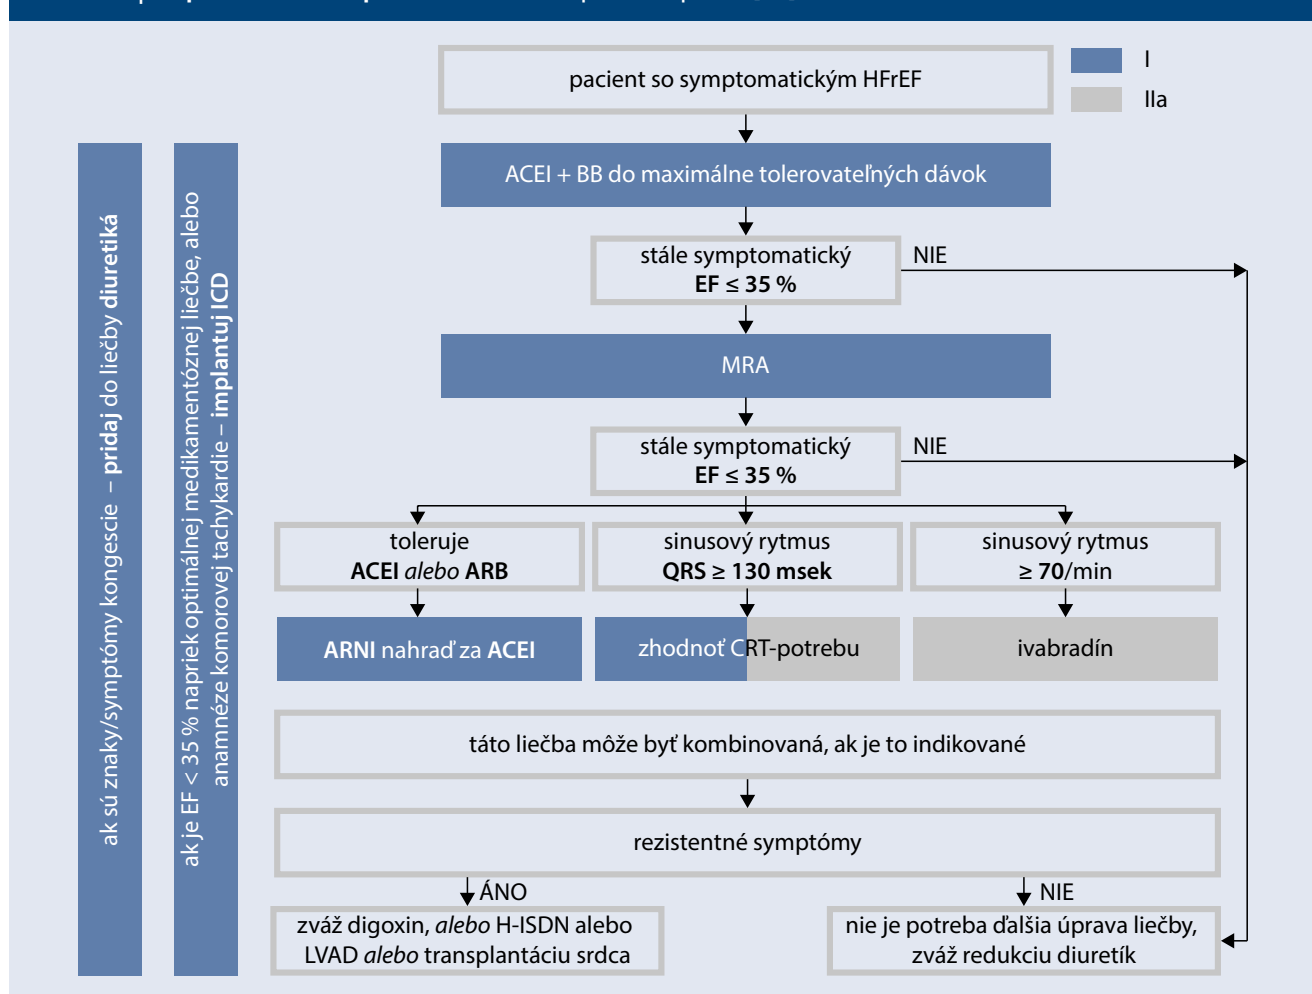 pacient so symptomatickým HFrEF
I
IIa
ACEI + BB do maximálne tolerovateľných dávok
stále symptomatický
EF ≤ 35 %
NIE
MRA
stále symptomatický
EF ≤ 35 %
NIE
toleruje
ACEI alebo ARB
sinusový rytmus
QRS ≥ 130 msek
sinusový rytmus
≥ 70/min
ARNI nahraď za ACEI
zhodnoť CRT-potrebu
ivabradín
táto liečba môže byť kombinovaná, ak je to indikované
rezistentné symptómy
ÁNO
NIE
zváž digoxin, alebo H-ISDN alebo
LVAD alebo transplantáciu srdca
nie je potreba ďalšia úprava liečby,
zváž redukciu diuretík
ak sú znaky/symptómy kongescie – pridaj do liečby diuretiká
ak je EF < 35 % napriek optimálnej medikamentóznej liečbe, alebo
anamnéze komorovej tachykardie – implantuj ICD